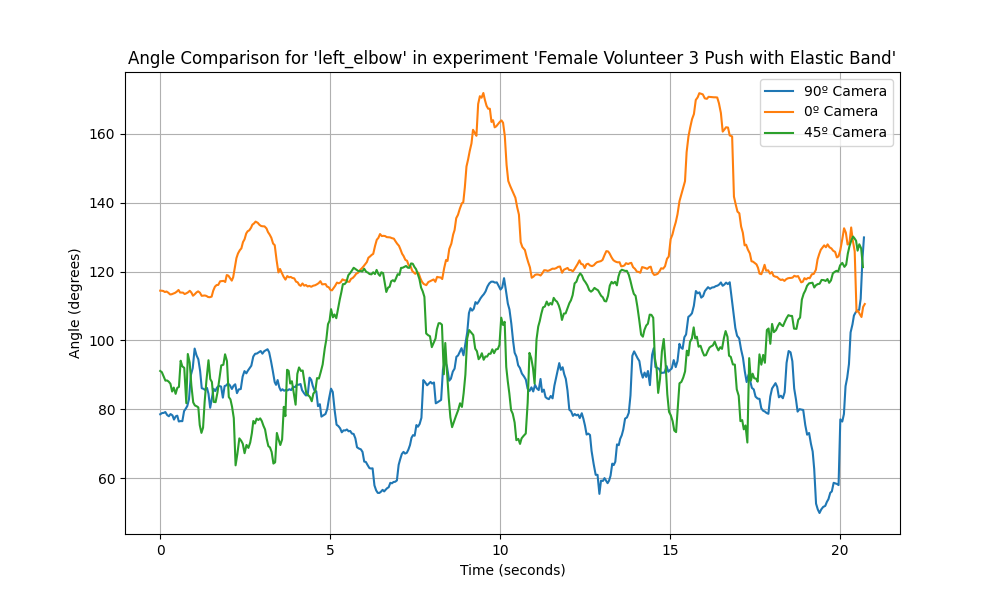 Angle Comparison for 'left_elbow' in experiment 'Female Volunteer 3 Push with Elastic Band'
90º Camera
0º Camera
45º Camera
Angle (degrees)
160
140
120
100
80
60
0 5 10 15 20
Time (seconds)